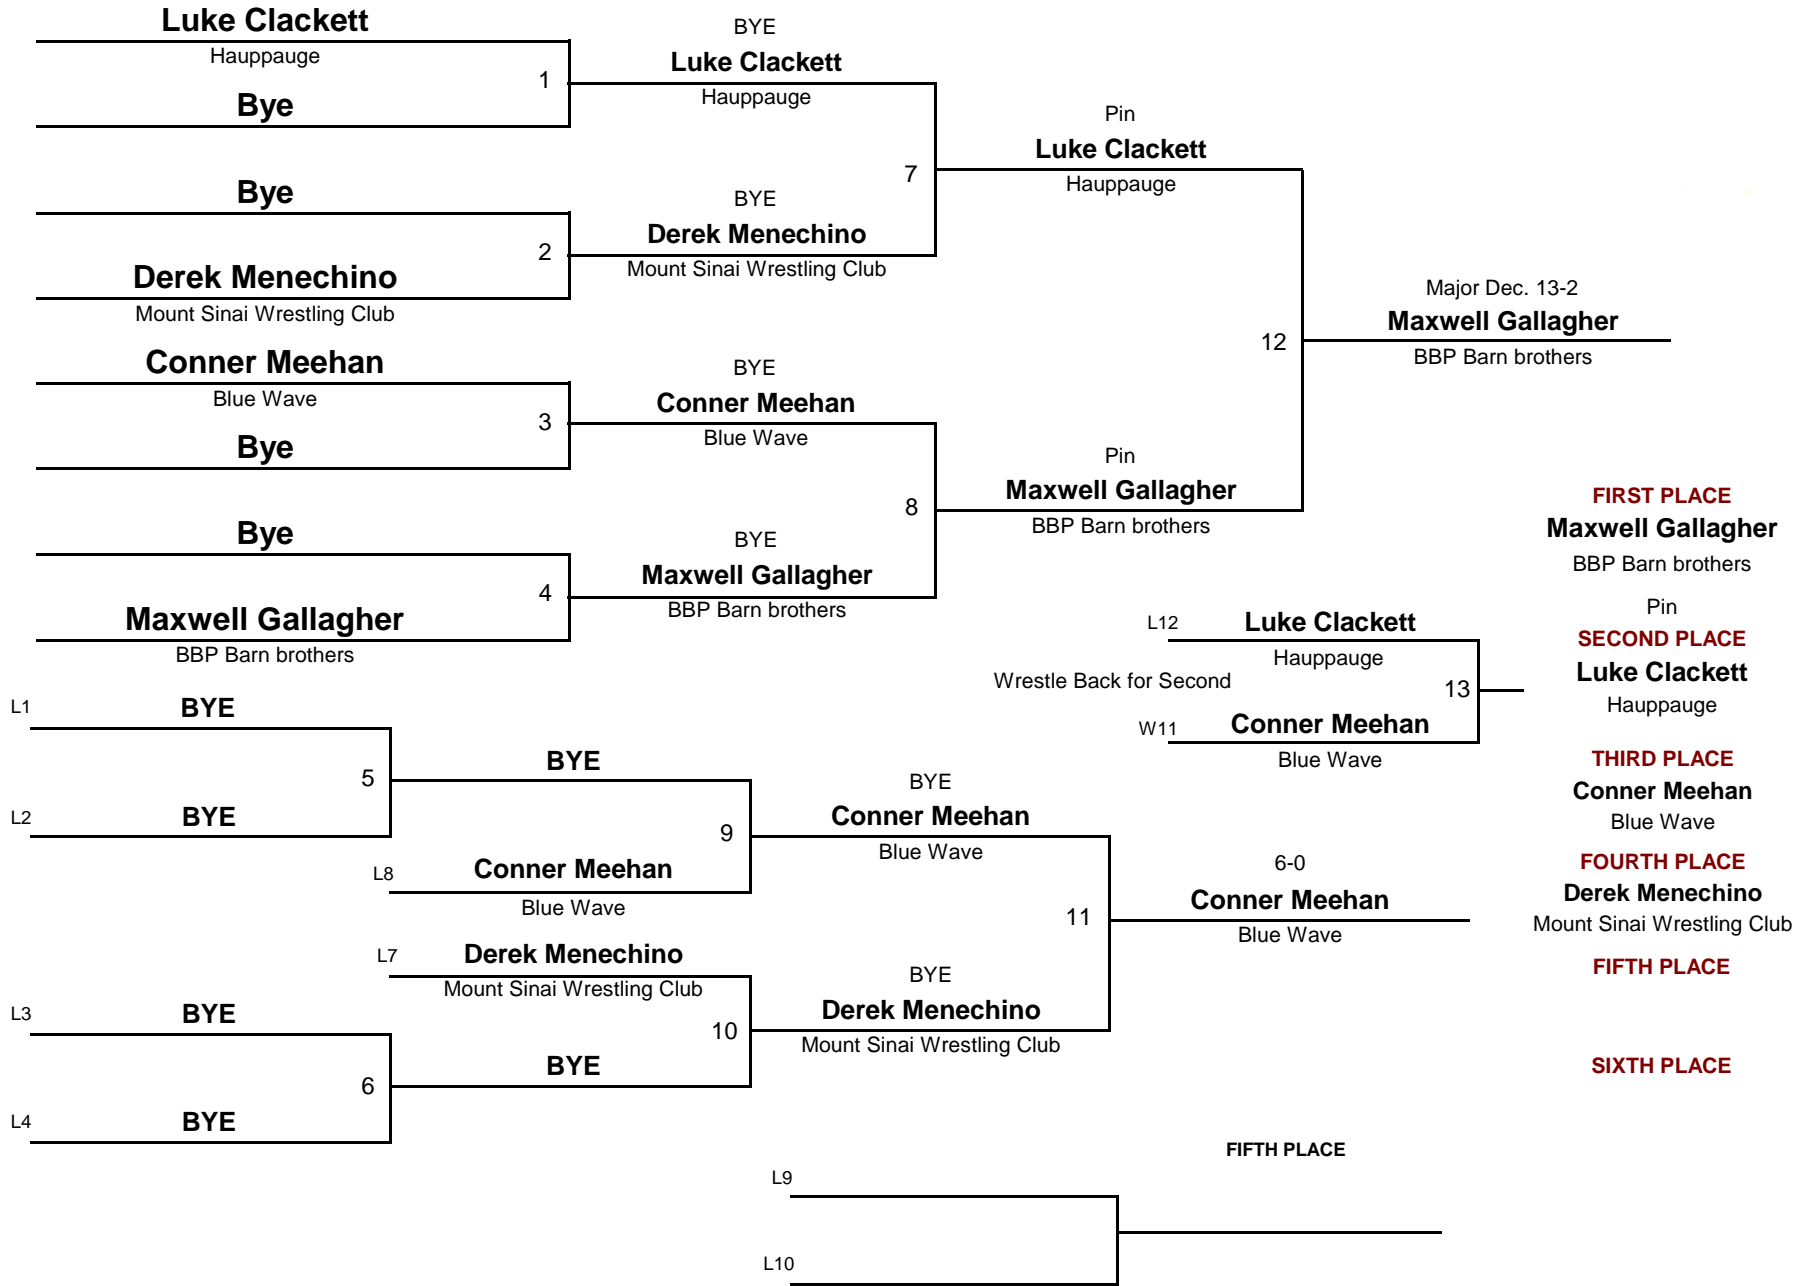 Luke Clackett
Hauppauge
1
Bye
Bye
2
Derek Menechino
Mount Sinai Wrestling Club
Conner Meehan
Blue Wave
3
Bye
Bye
4
Maxwell Gallagher
BBP Barn brothers
BYE
Luke Clackett
Hauppauge
7
BYE
Derek Menechino
Mount Sinai Wrestling Club
BYE
Conner Meehan
Blue Wave
8
BYE
Maxwell Gallagher
BBP Barn brothers
Pin
Luke Clackett
Hauppauge
12
Pin
Maxwell Gallagher
BBP Barn brothers
Major Dec. 13-2
Maxwell Gallagher
BBP Barn brothers
L12
Luke Clackett
Hauppauge
Wrestle Back for Second
13
W11
Conner Meehan
Blue Wave
FIRST PLACE
Maxwell Gallagher
BBP Barn brothers
Pin
SECOND PLACE
Luke Clackett
Hauppauge
THIRD PLACE
Conner Meehan
Blue Wave
FOURTH PLACE
Derek Menechino
Mount Sinai Wrestling Club
FIFTH PLACE
SIXTH PLACE
L1
BYE
5
L2
BYE
BYE
9
L8
Conner Meehan
Blue Wave
L7
Derek Menechino
Mount Sinai Wrestling Club
10
L3
BYE
6
BYE
L4
BYE
BYE
Conner Meehan
Blue Wave
11
BYE
Derek Menechino
Mount Sinai Wrestling Club
6-0
Conner Meehan
Blue Wave
FIFTH PLACE
L9
L10